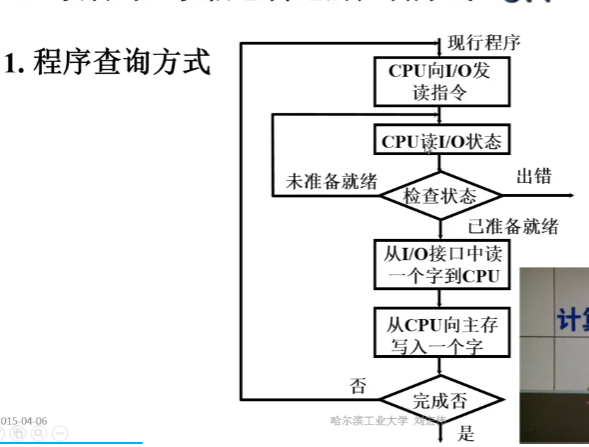 1. 程序查询方式
现行程序
CPU向I/O发
读指令
CPU读I/O状态
未准备就绪
检查状态
出错
已准备就绪
从I/O接口中读
一个字到CPU
从CPU向主存
写入一个字
否
完成否
是
015-04-06
哈尔滨工业大学